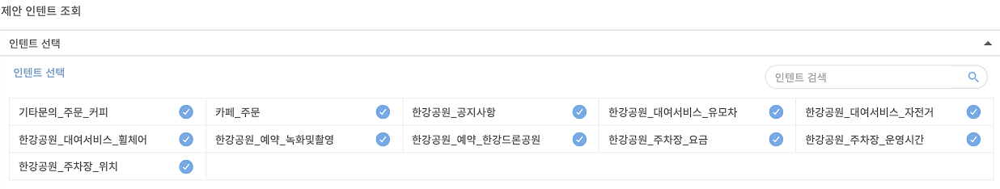 제안 인텐트 조회
인텐트 선택
인텐트 선택
인텐트 검색
기타문의_주문_커피 카페_주문 한강공원_공지사항 한강공원_대여서비스_유모차 한강공원_대여서비스_자전거
한강공원_대여서비스_휠체어 한강공원_예약_녹화및촬영 한강공원_예약_한강드론공원 한강공원_주차장_요금 한강공원_주차장_운영시간
한강공원_주차장_위치